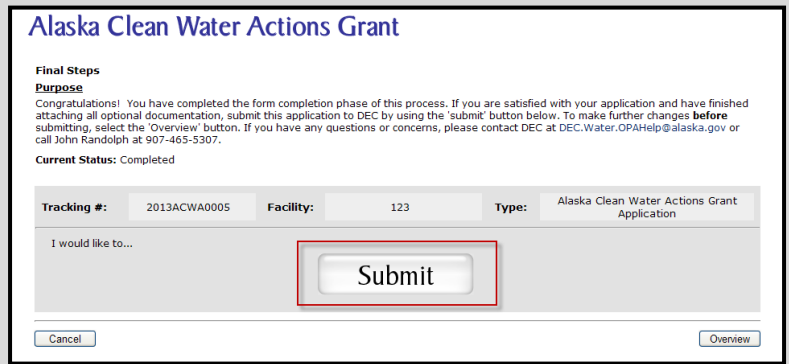 Alaska Clean Water Actions Grant
Final Steps
Purpose
Congratulations!  You have completed the form completion phase of this process. If you are satisfied with your application and have finished
attaching all optional documentation, submit this application to DEC by using the 'submit' button below. To make further changes before
submitting, select the 'Overview' button. If you have any questions or concerns, please contact DEC at DEC.Water.OPAHelp@alaska.gov or
call John Randolph at 907-465-5307.
Current Status: Completed
Tracking #: 2013ACWA0005 Facility: 123 Type: Alaska Clean Water Actions Grant
Application
I would like to...
Submit
Cancel Overview